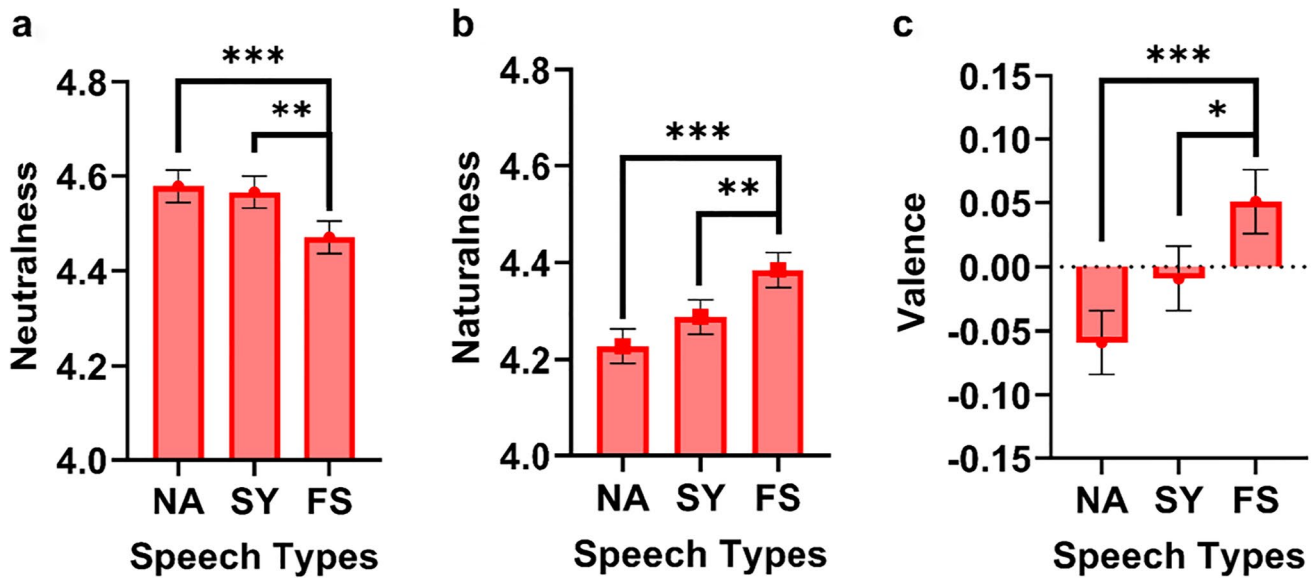 a
***
**
4.8
4.6
4.4
4.2
4.0
Neutralness
NA SY FS
Speech Types
b
***
**
4.8
4.6
4.4
4.2
4.0
Naturalness
NA SY FS
Speech Types
c
***
*
0.15
0.10
0.05
0.00
-0.05
-0.10
-0.15
Valence
NA SY FS
Speech Types